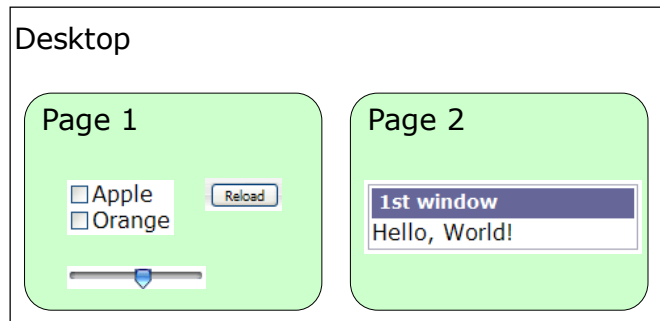 Desktop
Page 1
Apple
Orange
Reload
Page 2
1st window
Hello, World!